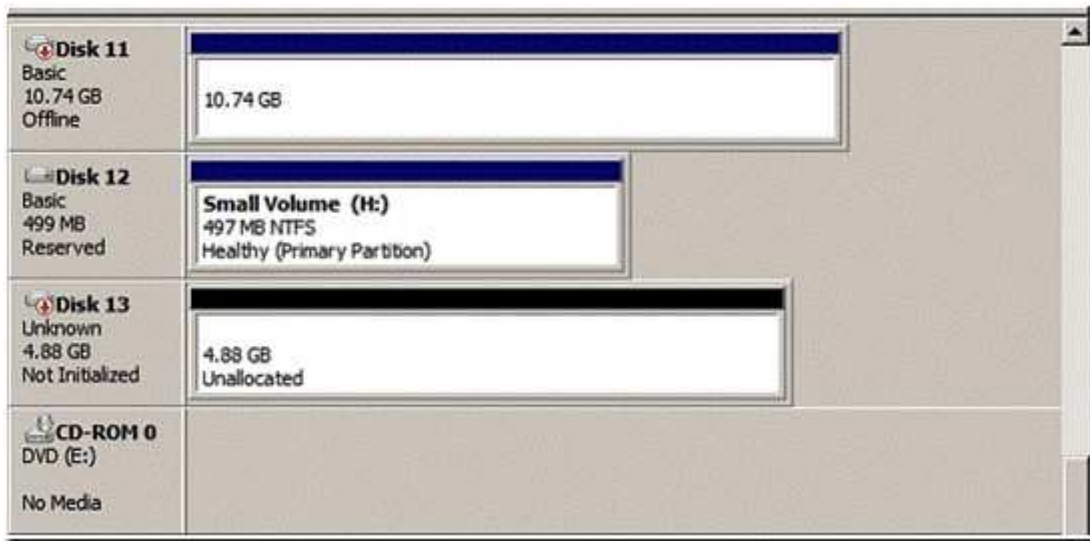 Disk 11
Basic
10.74 GB
Offline
10.74 GB
Disk 12
Basic
499 MB
Reserved
Small Volume (H:)
497 MB NTFS
Healthy (Primary Partition)
Disk 13
Unknown
4.88 GB
Not Initialized
4.88 GB
Unallocated
CD-ROM 0
DVD (E:)
No Media